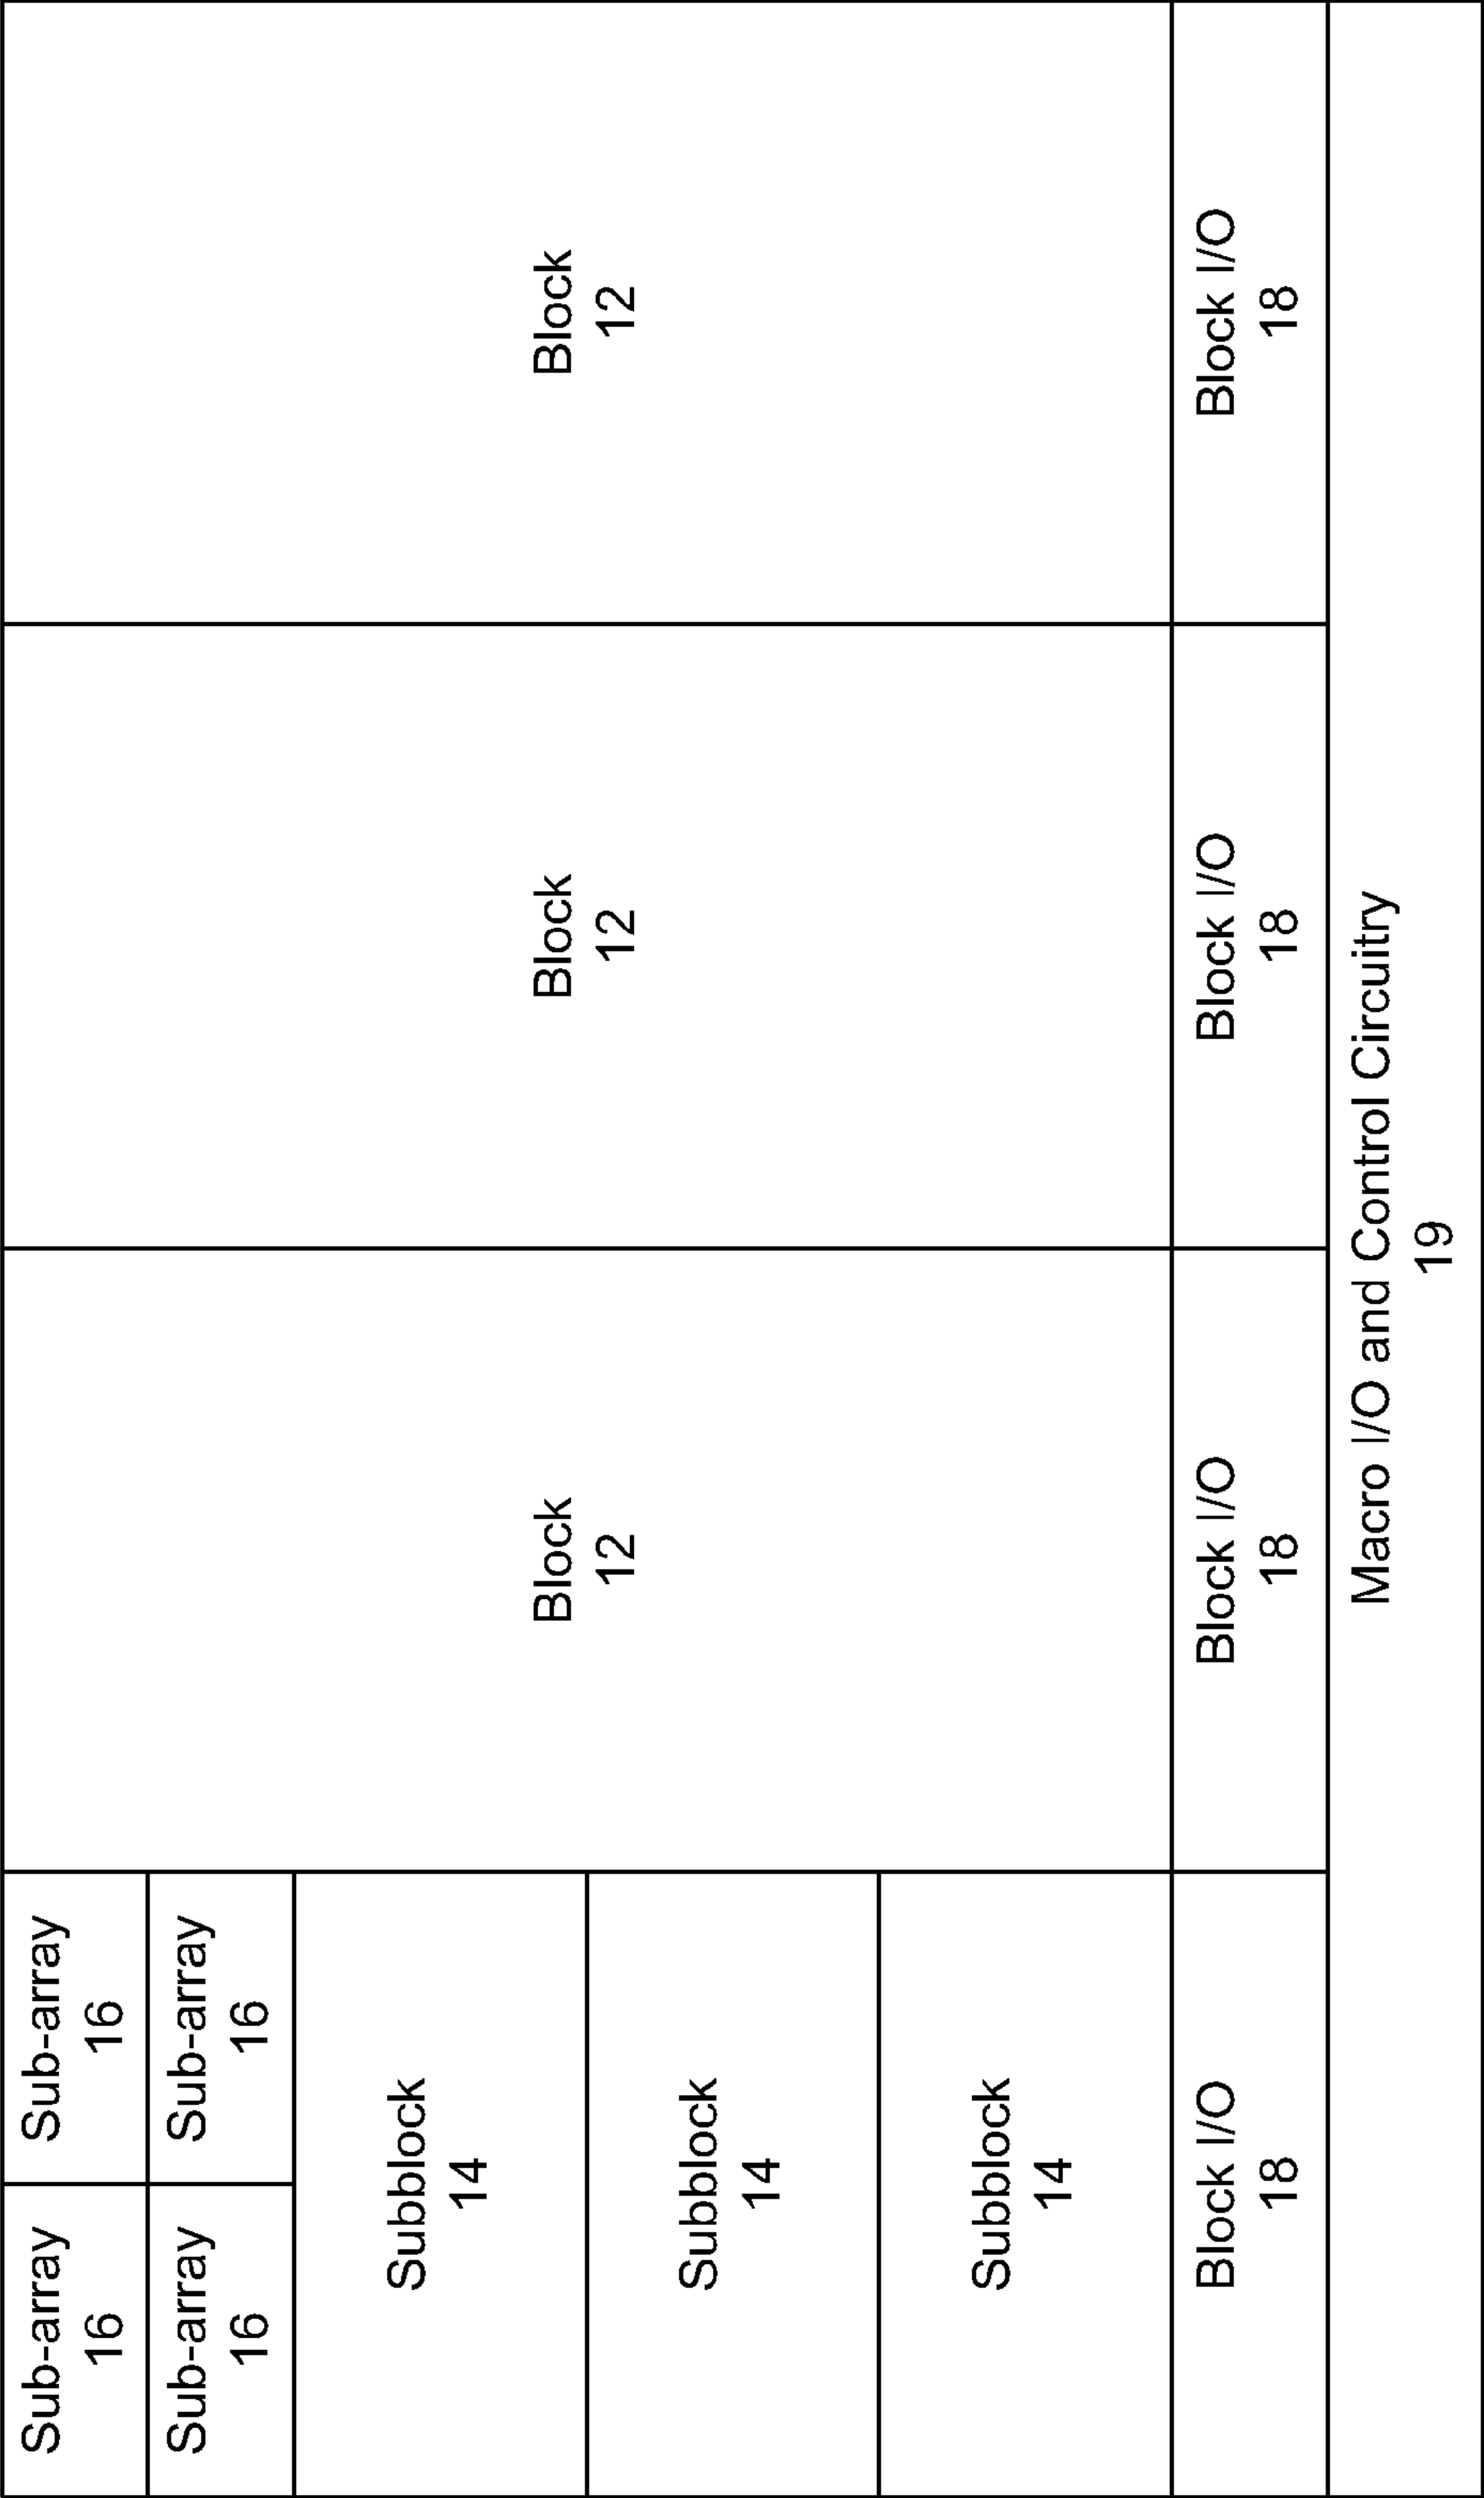 Sub-array
16
Sub-array
16
Sub-array
16
Sub-array
16
Subblock
14
Subblock
14
Subblock
14
Block
12
Block
12
Block
12
Block I/O
18
Block I/O
18
Block I/O
18
Block I/O
18
Macro I/O and Control Circuitry
19